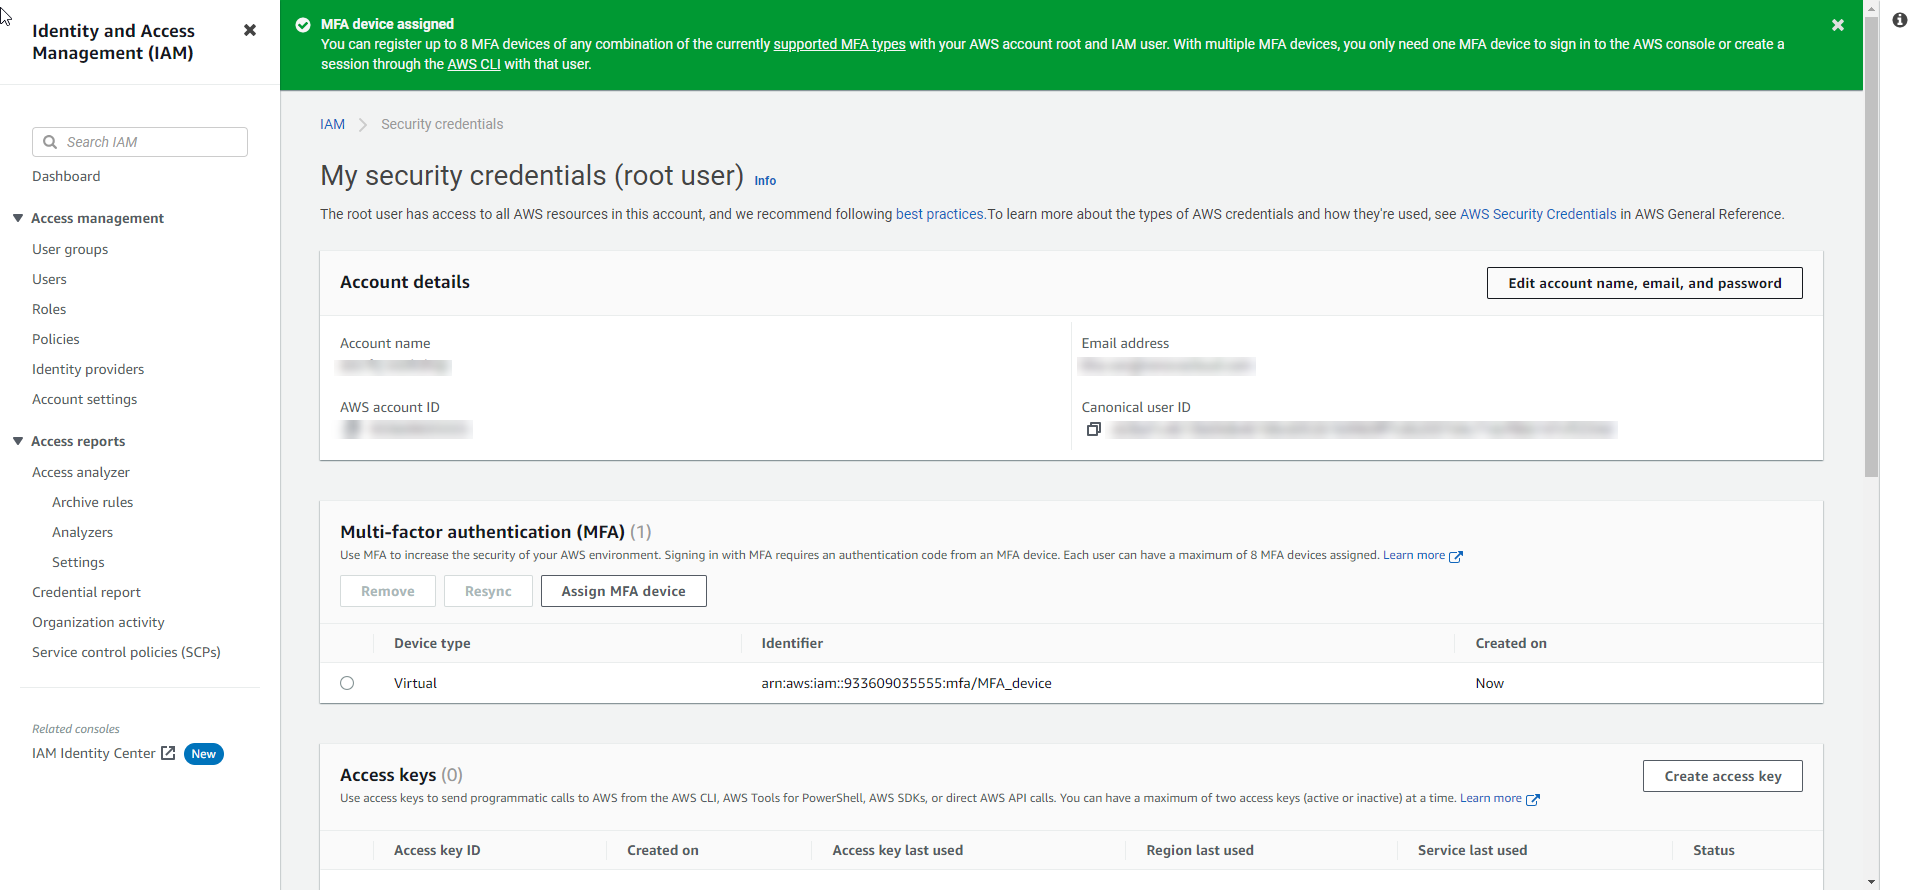 Identity and Access
Management (IAM)
Search IAM
Dashboard
Access management
User groups
Users
Roles
Policies
Identity providers
Account settings
Access reports
Access analyzer
Archive rules
Analyzers
Settings
Credential report
Organization activity
Service control policies (SCPs)
Related consoles
IAM Identity Center New
MFA device assigned
You can register up to 8 MFA devices of any combination of the currently supported MFA types with your AWS account root and IAM user. With multiple MFA devices, you only need one MFA device to sign in to the AWS console or create a
session through the AWS CLI with that user.
IAM Security credentials
My security credentials (root user) Info
The root user has access to all AWS resources in this account, and we recommend following best practices.To learn more about the types of AWS credentials and how they're used, see AWS Security Credentials in AWS General Reference.
Account details
Edit account name, email, and password
Account name
Email address
AWS account ID
Canonical user ID
Multi-factor authentication (MFA) (1)
Use MFA to increase the security of your AWS environment. Signing in with MFA requires an authentication code from an MFA device. Each user can have a maximum of 8 MFA devices assigned. Learn more
Remove Resync Assign MFA device
Device type Identifier Created on
Virtual arn:aws:iam::933609035555:mfa/MFA_device Now
Access keys (0)
Create access key
Use access keys to send programmatic calls to AWS from the AWS CLI, AWS Tools for PowerShell, AWS SDKs, or direct AWS API calls. You can have a maximum of two access keys (active or inactive) at a time. Learn more
Access key ID Created on Access key last used Region last used Service last used Status